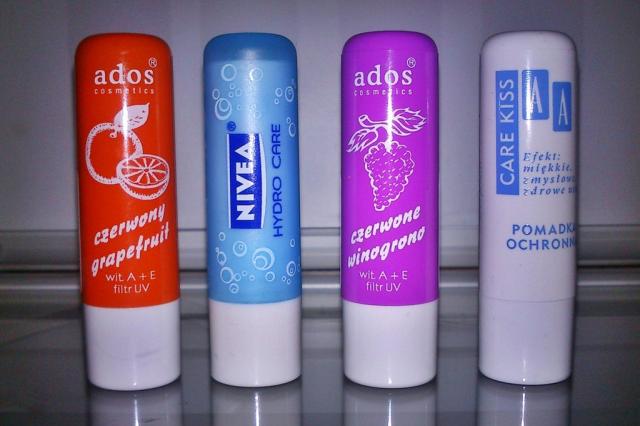 ados®
cosmetics
czerwony
grapefruit
wit. A + E
filtr UV
NIVEA®
HYDRO CARE
ados®
cosmetics
czerwone
winogrono
wit. A + E
filtr UV
CARE KISS
A A
Efekt:
miękkie,
zmysłowe
zdrowe
POMADKA
OCHRONN